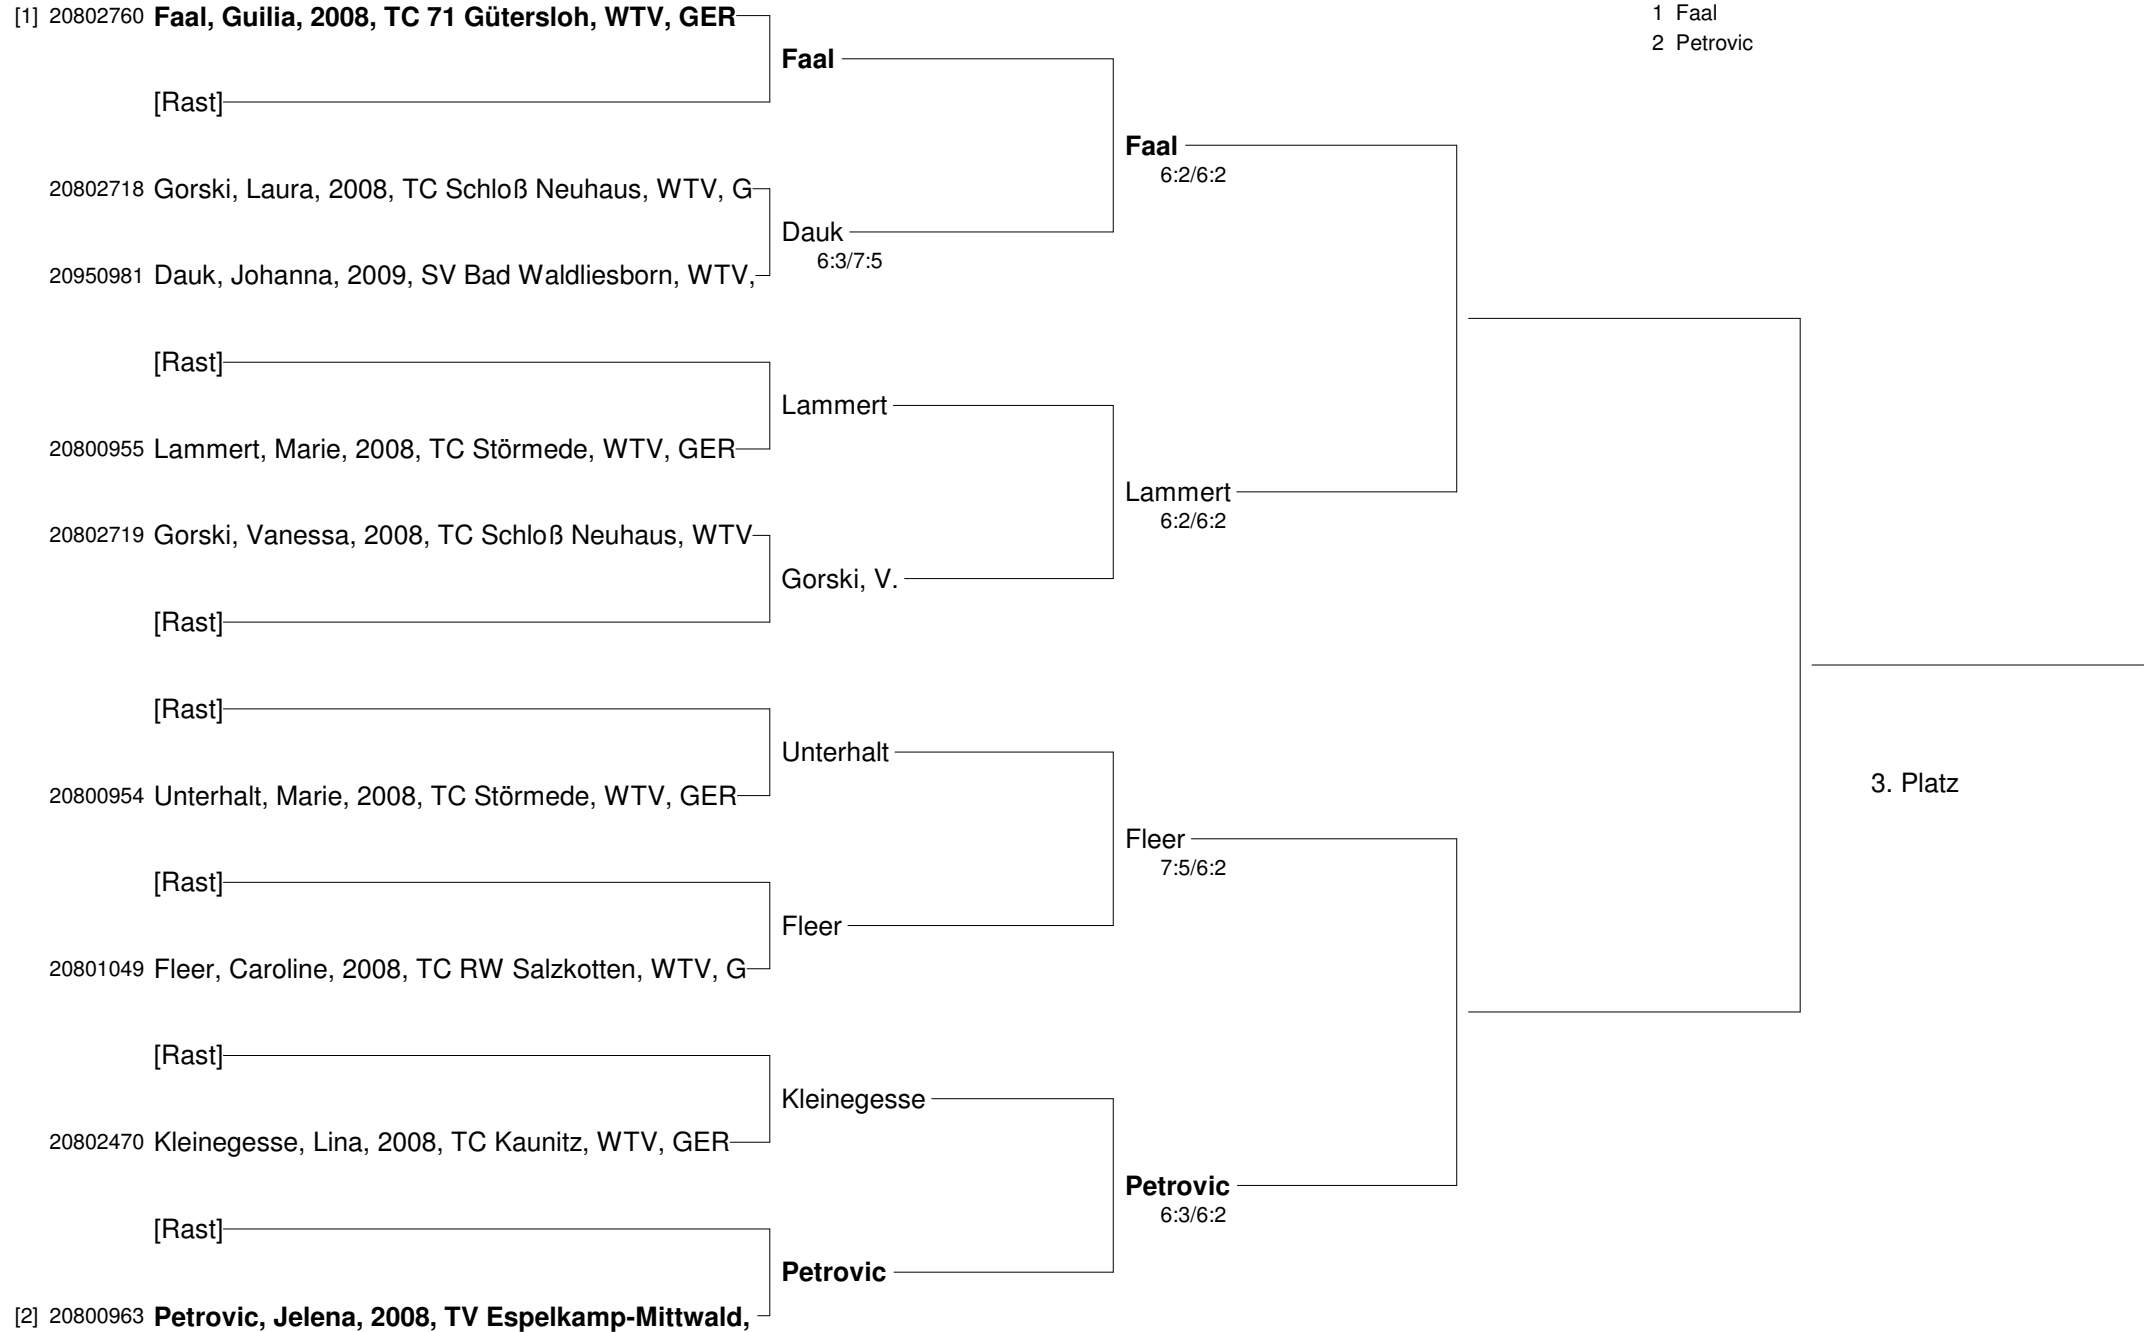 [1] 20802760 Faal, Guilia, 2008, TC 71 Gütersloh, WTV, GER
1 Faal
2 Petrovic
Faal
[Rast]
Faal
6:2/6:2
20802718 Gorski, Laura, 2008, TC Schloß Neuhaus, WTV, G
Dauk
6:3/7:5
20950981 Dauk, Johanna, 2009, SV Bad Waldliesborn, WTV,
[Rast]
Lammert
20800955 Lammert, Marie, 2008, TC Störmede, WTV, GER
Lammert
6:2/6:2
20802719 Gorski, Vanessa, 2008, TC Schloß Neuhaus, WTV
Gorski, V.
[Rast]
[Rast]
Unterhalt
20800954 Unterhalt, Marie, 2008, TC Störmede, WTV, GER
3. Platz
Fleer
7:5/6:2
[Rast]
Fleer
20801049 Fleer, Caroline, 2008, TC RW Salzkotten, WTV, G
[Rast]
Kleinegesse
20802470 Kleinegesse, Lina, 2008, TC Kaunitz, WTV, GER
Petrovic
6:3/6:2
[Rast]
Petrovic
[2] 20800963 Petrovic, Jelena, 2008, TV Espelkamp-Mittwald,